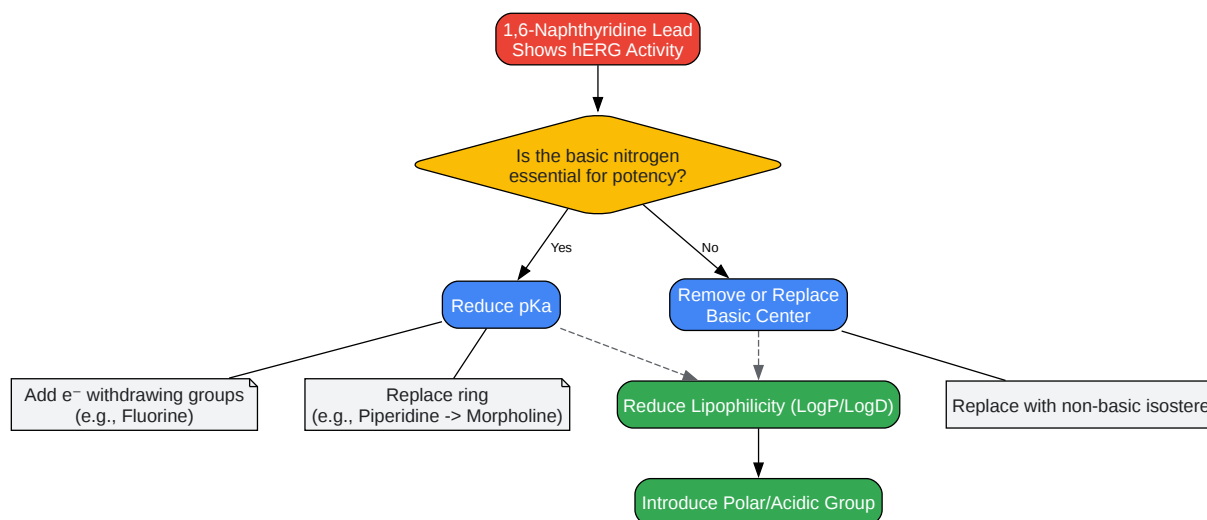 1,6-Naphthyridine Lead
Shows hERG Activity
Is the basic nitrogen
essential for potency?
Yes
No
Reduce pKa
Remove or Replace
Basic Center
Add e⁻ withdrawing groups
(e.g., Fluorine)
Replace ring
(e.g., Piperidine -> Morpholine)
Reduce Lipophilicity (LogP/LogD)
Replace with non-basic isostere
Introduce Polar/Acidic Group